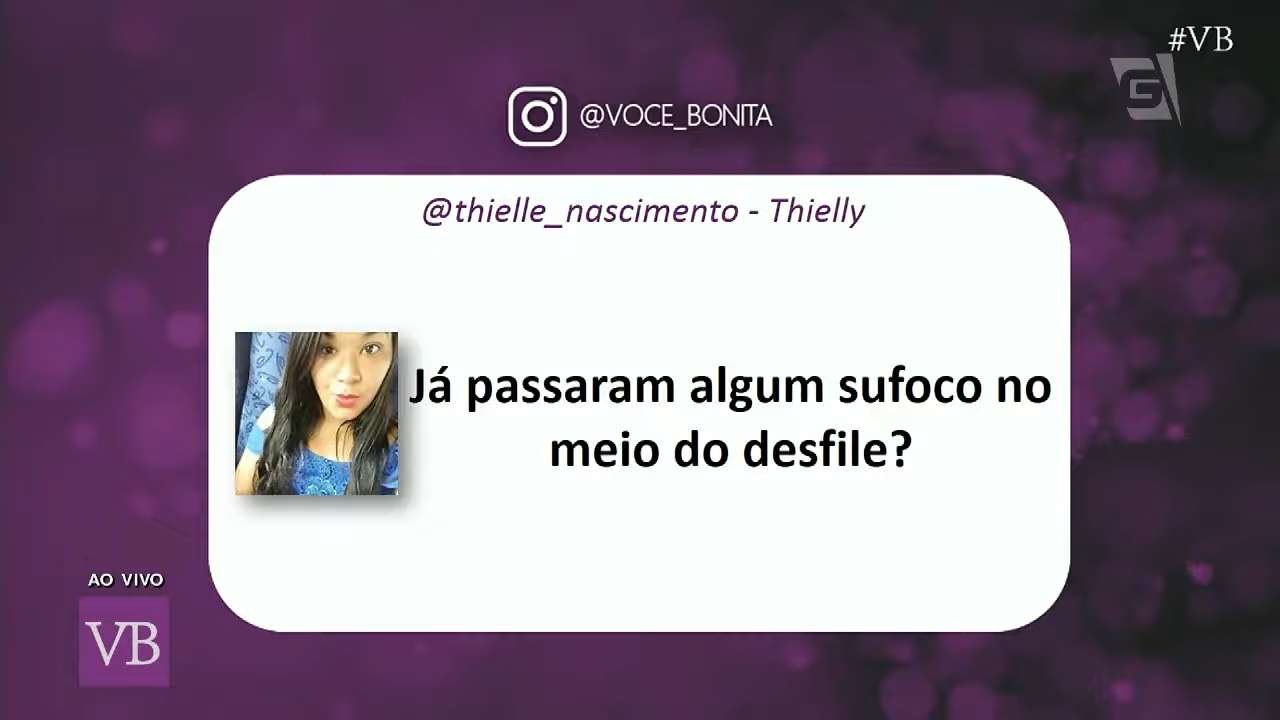 #VB
@VOCE_BONITA
@thielle_nascimento - Thielly
Já passaram algum sufoco no
meio do desfile?
AO VIVO
VB